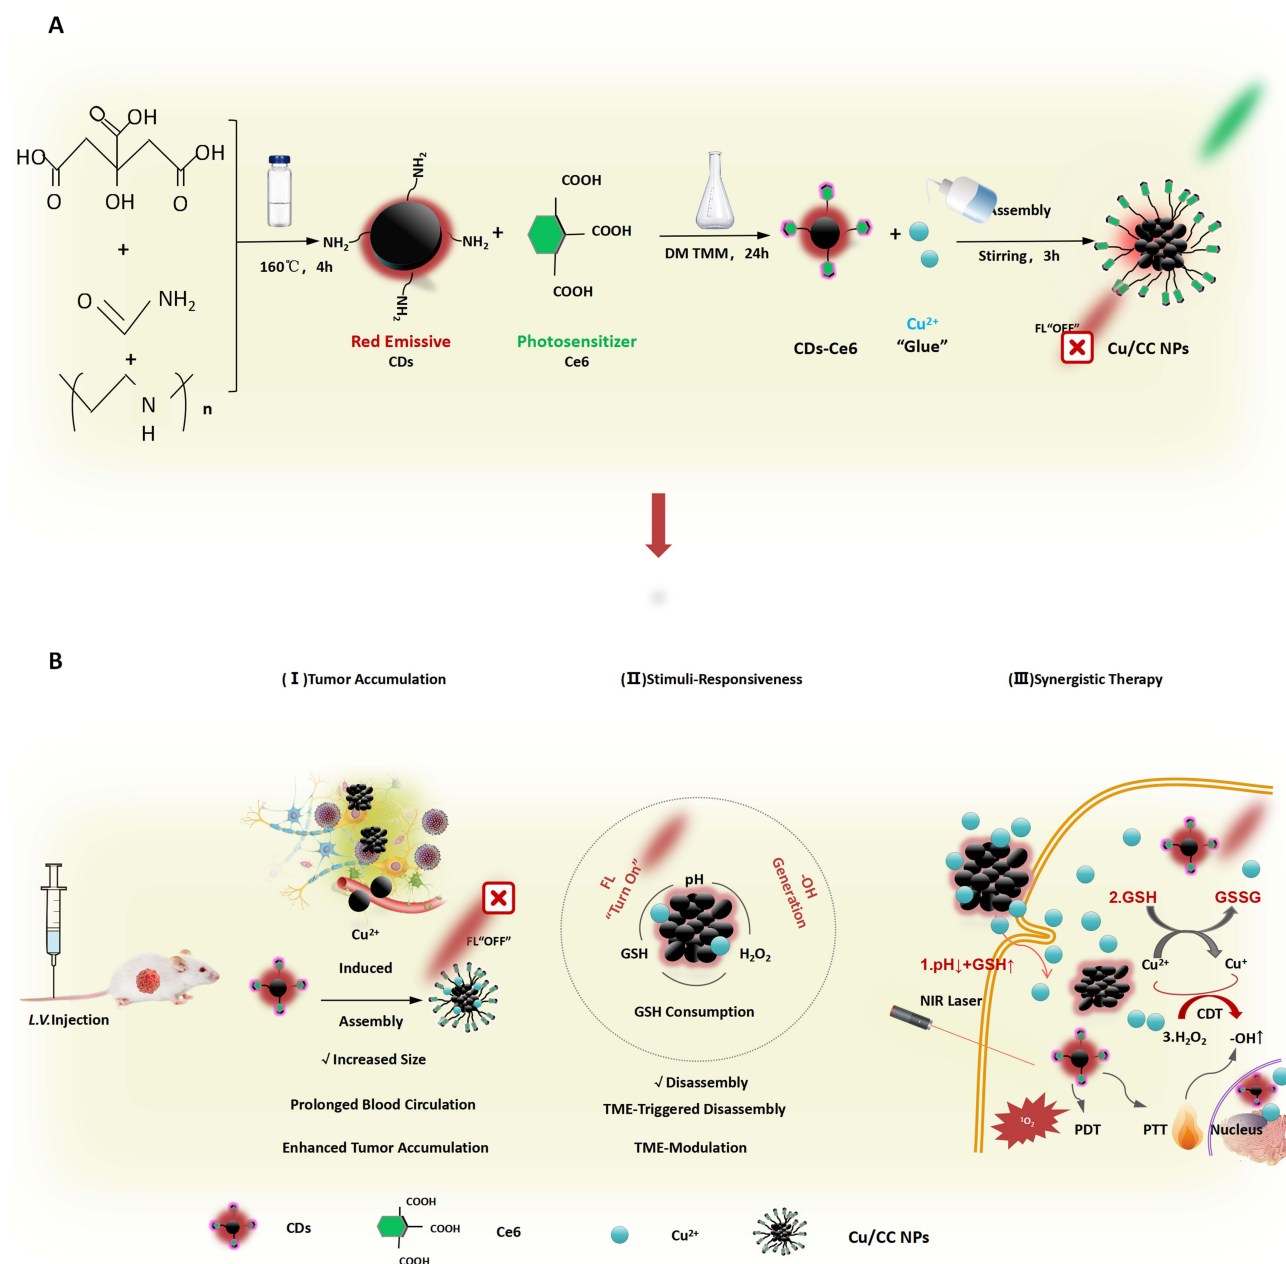 A
O
OH
HO
OH
O
OH
O
+
O
NH₂
+
N
H
n
160℃, 4h
NH₂
NH₂
NH₂
NH₂
Red Emissive
CDs
+
COOH
COOH
COOH
Photosensitizer
Ce6
DM TMM, 24h
CDs-Ce6
+
Cu²⁺
“Glue”
Assembly
Stirring, 3h
FL“OFF”
Cu/CC NPs
B
(Ⅰ)Tumor Accumulation
(Ⅱ)Stimuli-Responsiveness
(Ⅲ)Synergistic Therapy
L.V.Injection
Cu²⁺
Induced
Assembly
FL“OFF”
√ Increased Size
Prolonged Blood Circulation
Enhanced Tumor Accumulation
FL
“Turn On”
-OH
Generation
pH
GSH
H₂O₂
GSH Consumption
√ Disassembly
TME-Triggered Disassembly
TME-Modulation
2.GSH
GSSG
Cu²⁺
Cu⁺
1.pH↓+GSH↑
NIR Laser
CDT
3.H₂O₂
-OH↑
¹O₂
PDT
PTT
Nucleus
CDs
COOH
COOH
COOH
Ce6
Cu²⁺
Cu/CC NPs